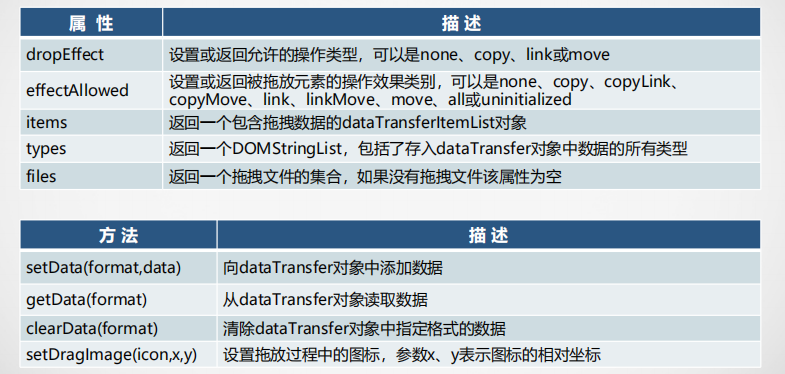 属 性 描 述
dropEffect 设置或返回允许的操作类型，可以是none、copy、link或move
effectAllowed 设置或返回被拖放元素的操作效果类别，可以是none、copy、copyLink、
copyMove、link、linkMove、move、all或uninitialized
items 返回一个包含拖拽数据的dataTransferItemList对象
types 返回一个DOMStringList，包括了存入dataTransfer对象中数据的所有类型
files 返回一个拖拽文件的集合，如果没有拖拽文件该属性为空
方 法 描 述
setData(format,data) 向dataTransfer对象中添加数据
getData(format) 从dataTransfer对象读取数据
clearData(format) 清除dataTransfer对象中指定格式的数据
setDragImage(icon,x,y) 设置拖放过程中的图标，参数x、y表示图标的相对坐标